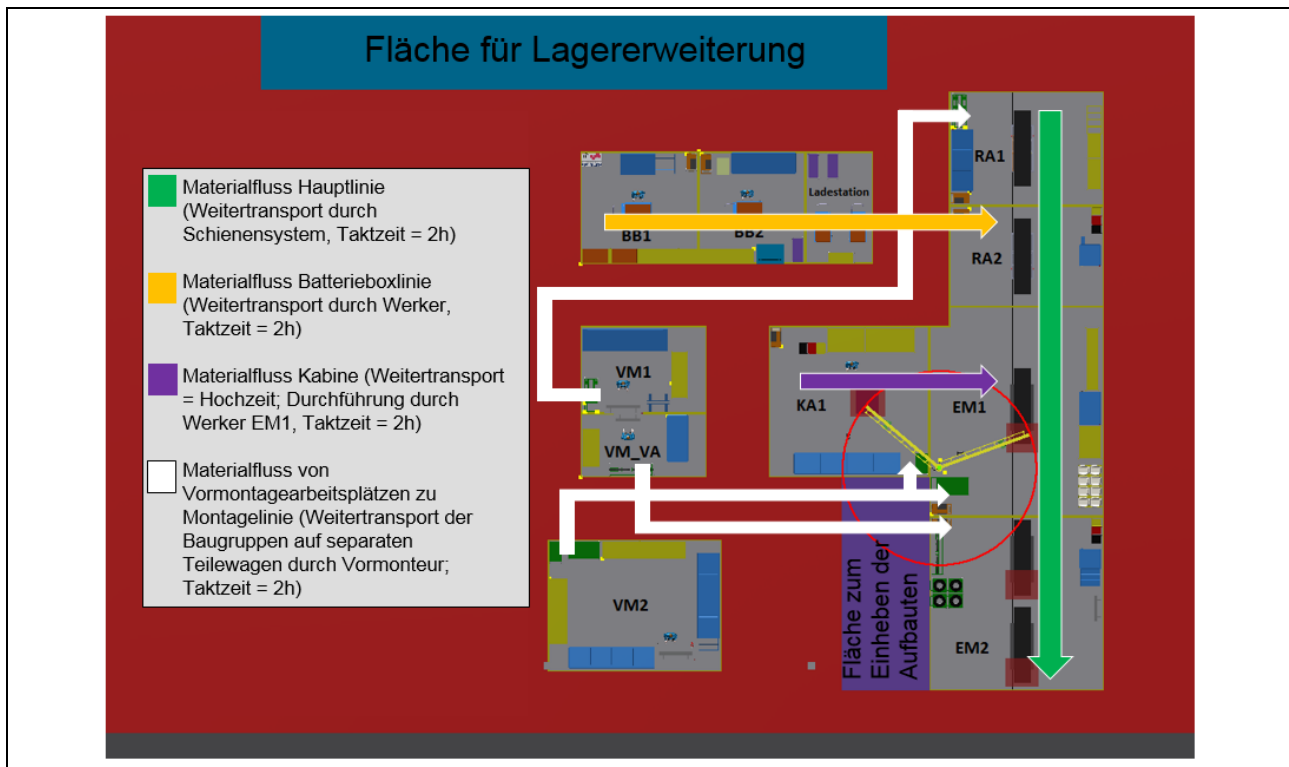 Fläche für Lagererweiterung
Materialfluss Hauptlinie
(Weitertransport durch
Schienensystem, Taktzeit = 2h)
Materialfluss Batterieboxlinie
(Weitertransport durch Werker,
Taktzeit = 2h)
Materialfluss Kabine (Weitertransport
= Hochzeit; Durchführung durch
Werker EM1, Taktzeit = 2h)
Materialfluss von
Vormontagearbeitsplätzen zu
Montagelinie (Weitertransport der
Baugruppen auf separaten
Teilewagen durch Vormonteur;
Taktzeit = 2h)
RA1
Ladestation
BB1
BB2
RA2
VM1
KA1
EM1
VM_VA
VM2
EM2
Fläche zum
Einheben der
Aufbauten